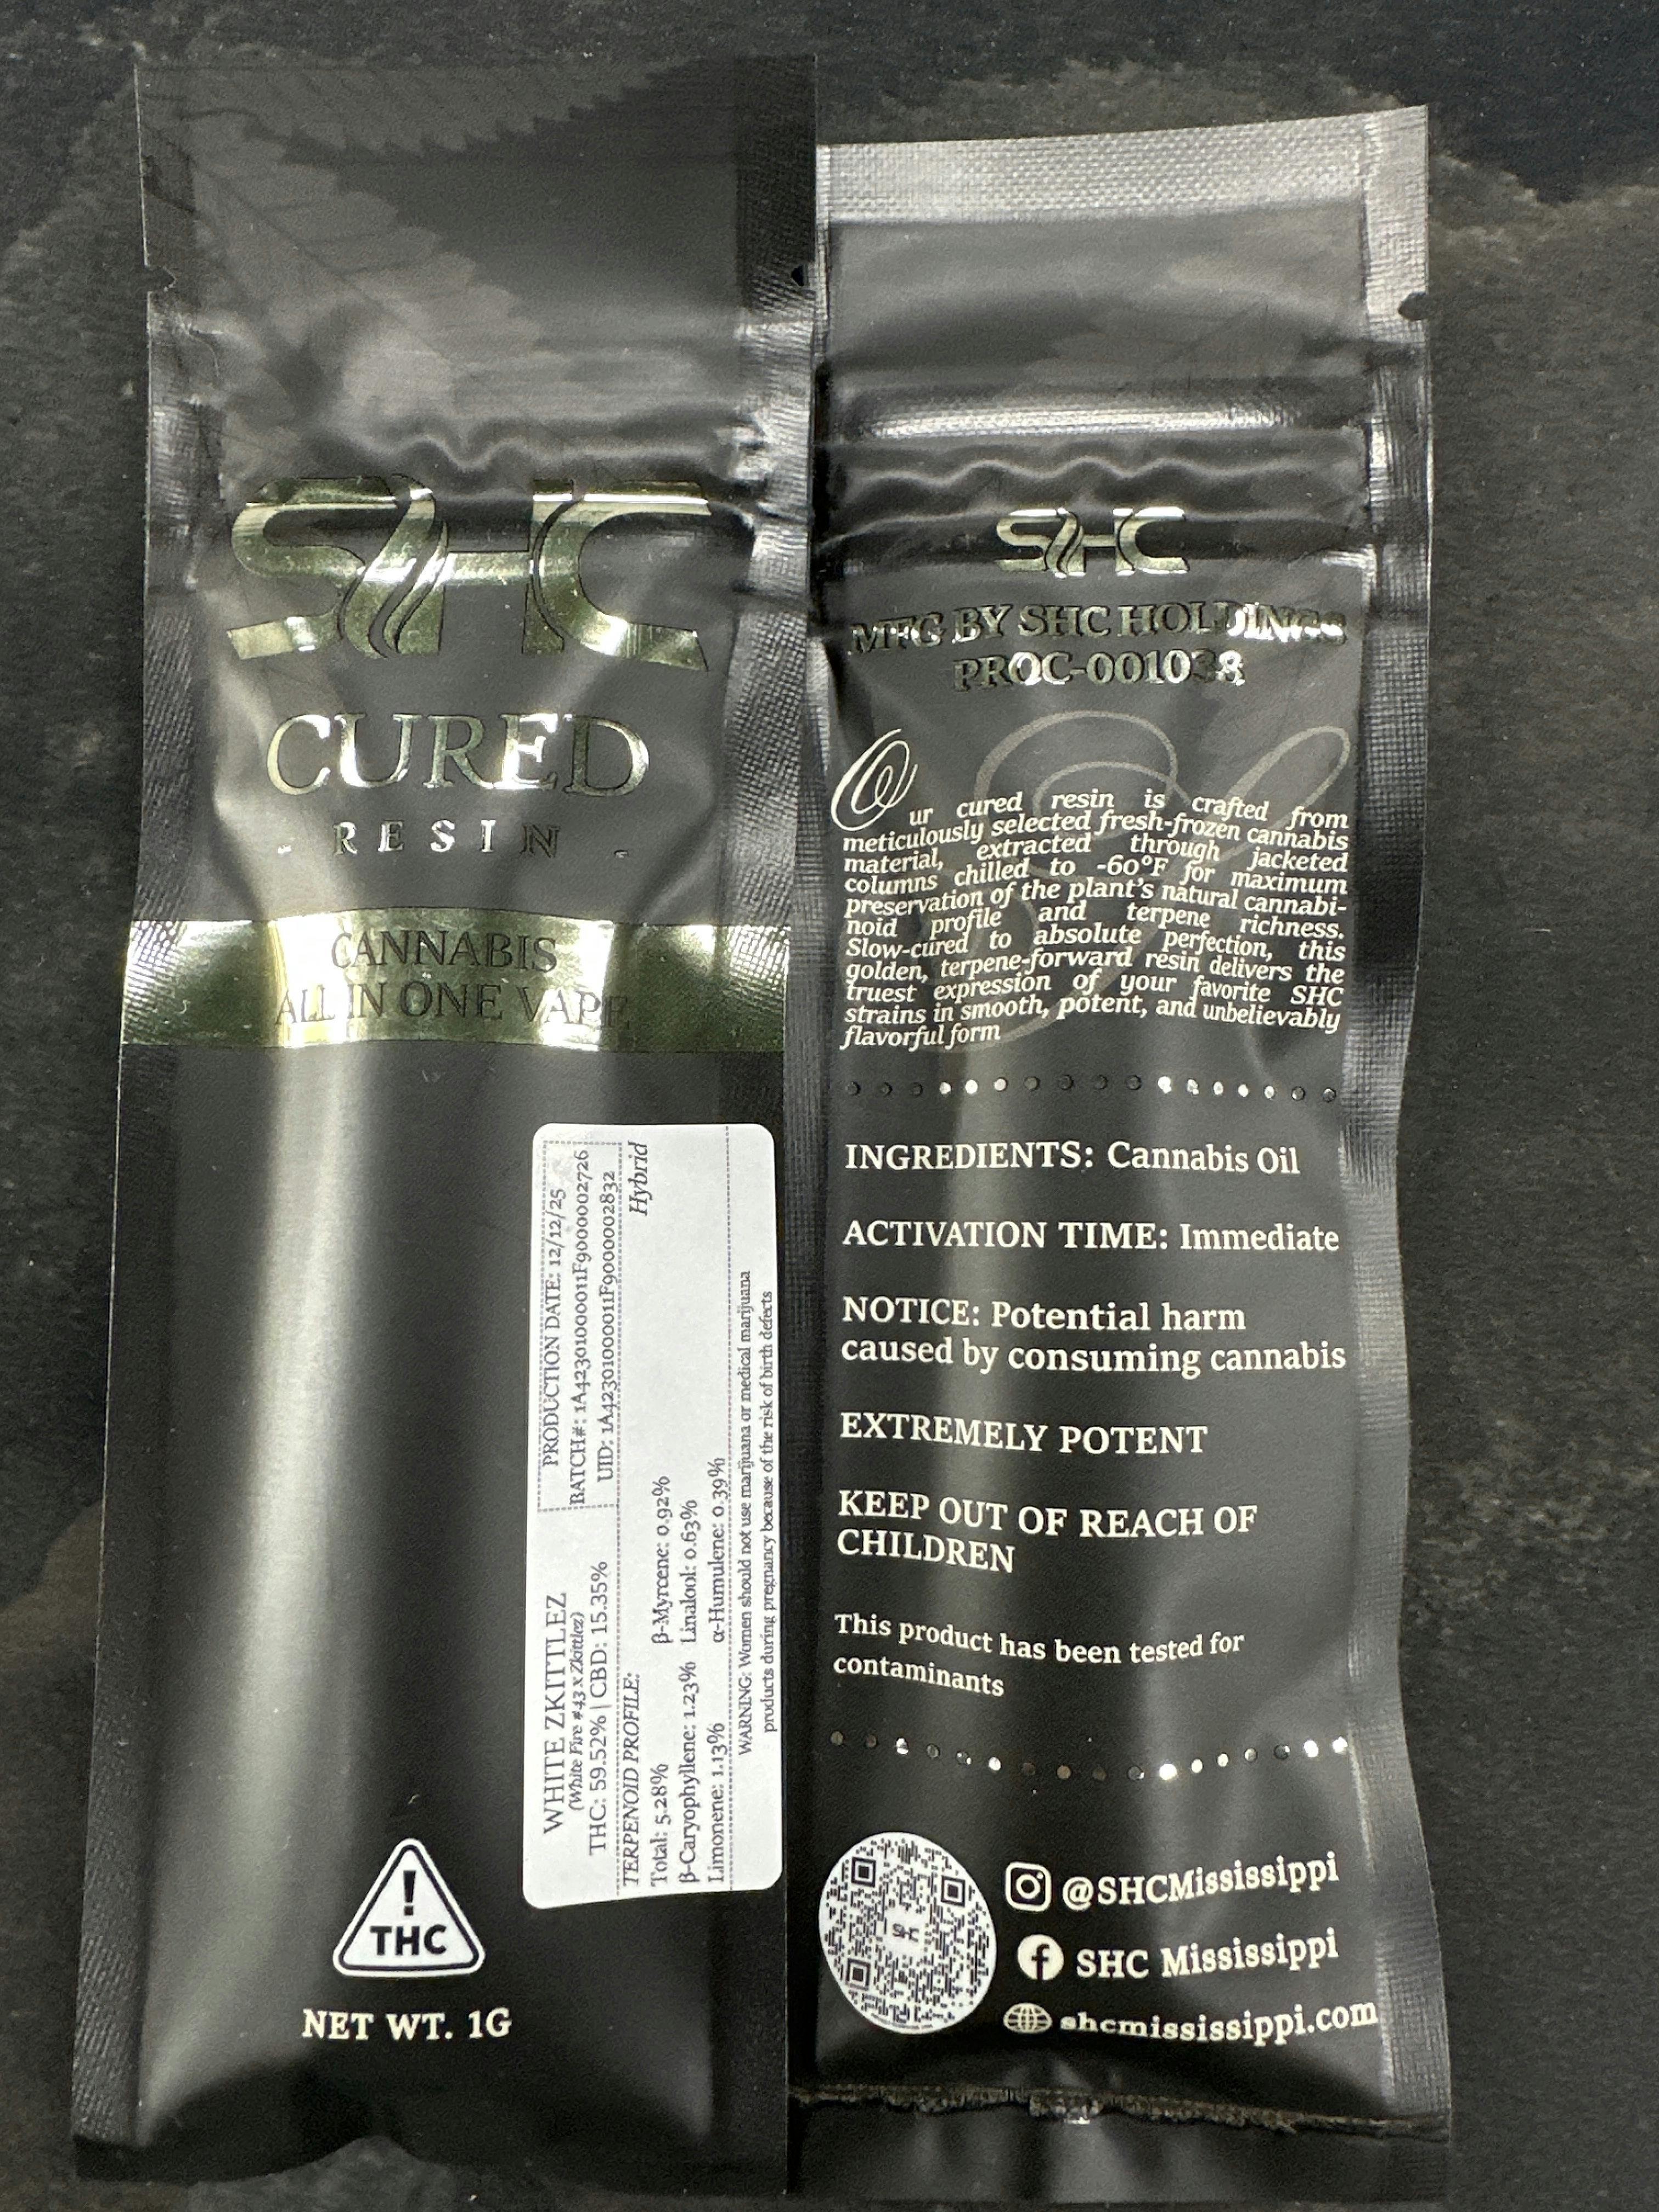 SHC
CURED
- RESIN -
CANNABIS
ALL IN ONE VAPE
WHITE ZKITTLEZ
(White Fire #43 x Zkittlez)
THC: 59.52% | CBD: 15.35%
PRODUCTION DATE: 12/12/25
BATCH#: 1A42301000011F9000002726
UID: 1A42301000011F9000002832
TERPENOID PROFILE:
Hybrid
Total: 5.28% β-Myrcene: 0.92%
β-Caryophyllene: 1.23% Linalool: 0.63%
Limonene: 1.13% α-Humulene: 0.39%
WARNING: Women should not use marijuana or medical marijuana
products during pregnancy because of the risk of birth defects
!
THC
NET WT. 1G
SHC
MFG BY SHC HOLDINGS
PROC-001038
Our cured resin is crafted from
meticulously selected fresh-frozen cannabis
material, extracted through jacketed
columns chilled to -60°F for maximum
preservation of the plant's natural cannabi-
noid profile and terpene richness.
Slow-cured to absolute perfection, this
golden, terpene-forward resin delivers the
truest expression of your favorite SHC
strains in smooth, potent, and unbelievably
flavorful form
INGREDIENTS: Cannabis Oil
ACTIVATION TIME: Immediate
NOTICE: Potential harm
caused by consuming cannabis
EXTREMELY POTENT
KEEP OUT OF REACH OF
CHILDREN
This product has been tested for
contaminants
SHC
@SHCMississippi
SHC Mississippi
shcmississippi.com